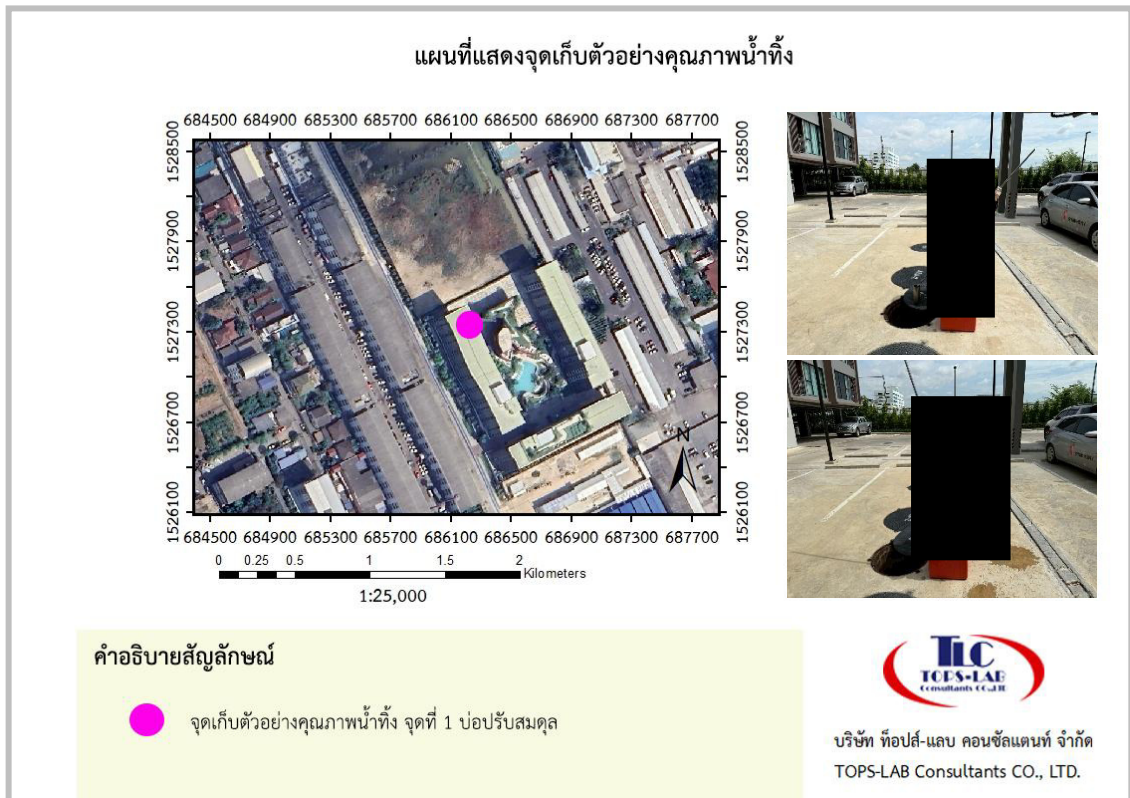 แผนที่แสดงจุดเก็บตัวอย่างคุณภาพน้ำทิ้ง
684500 684900 685300 685700 686100 686500 686900 687300 687700
1528500 1528500
1527900 1527900
1527300 1527300
1526700 1526700
1526100 1526100
N
684500 684900 685300 685700 686100 686500 686900 687300 687700
0 0.25 0.5 1 1.5 2
Kilometers
1:25,000
คำอธิบายสัญลักษณ์
จุดเก็บตัวอย่างคุณภาพน้ำทิ้ง จุดที่ 1 บ่อปรับสมดุล
TLC
TOPS-LAB
Consultants CO.,LTD
บริษัท ท็อปส์-แลบ คอนซัลแตนท์ จำกัด
TOPS-LAB Consultants CO., LTD.